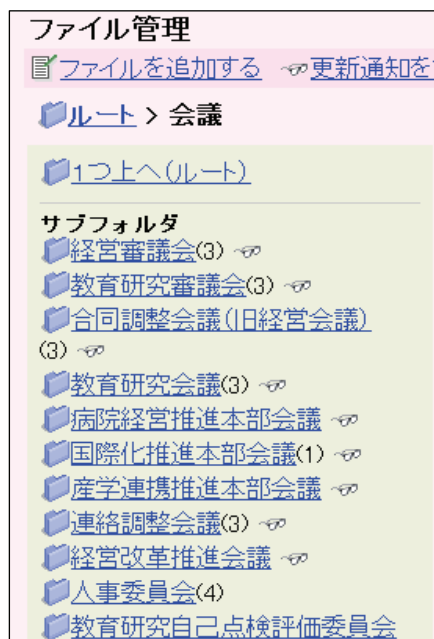 ファイル管理
ファイルを追加する 更新通知を
ルート > 会議
1つ上へ(ルート)
サブフォルダ
経営審議会(3)
教育研究審議会(3)
合同調整会議(旧経営会議)
(3)
教育研究会議(3)
病院経営推進本部会議
国際化推進本部会議(1)
産学連携推進本部会議
連絡調整会議(3)
経営改革推進会議
人事委員会(4)
教育研究自己点検評価委員会